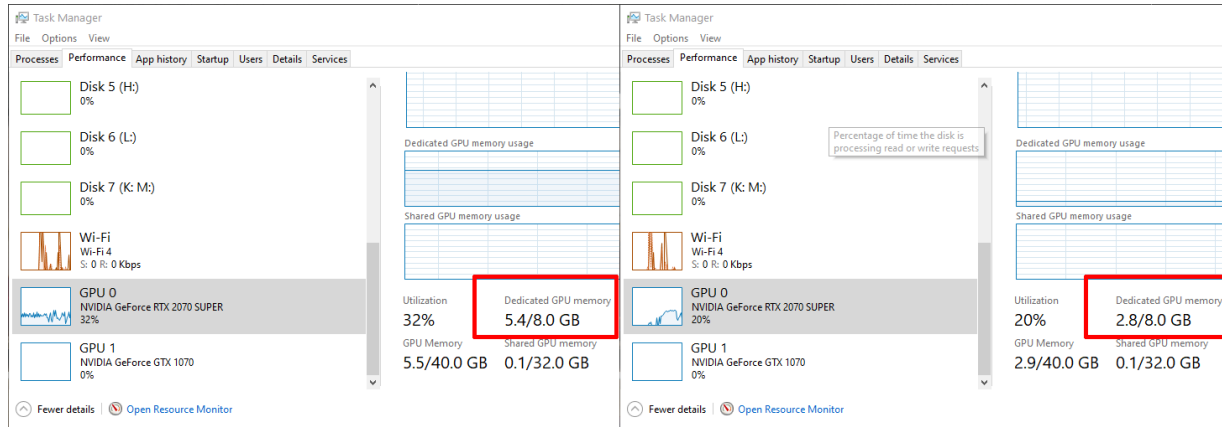 Task Manager
File Options View
Processes Performance App history Startup Users Details Services
Disk 5 (H:)
0%
Disk 6 (L:)
0%
Disk 7 (K: M:)
0%
Wi-Fi
Wi-Fi 4
S: 0 R: 0 Kbps
GPU 0
NVIDIA GeForce RTX 2070 SUPER
32%
GPU 1
NVIDIA GeForce GTX 1070
0%
Dedicated GPU memory usage
Shared GPU memory usage
Utilization Dedicated GPU memory
32% 5.4/8.0 GB
GPU Memory Shared GPU memory
5.5/40.0 GB 0.1/32.0 GB
Fewer details Open Resource Monitor
Task Manager
File Options View
Processes Performance App history Startup Users Details Services
Disk 5 (H:)
0%
Disk 6 (L:)
0%
Percentage of time the disk is
processing read or write requests
Disk 7 (K: M:)
0%
Wi-Fi
Wi-Fi 4
S: 0 R: 0 Kbps
GPU 0
NVIDIA GeForce RTX 2070 SUPER
20%
GPU 1
NVIDIA GeForce GTX 1070
0%
Dedicated GPU memory usage
Shared GPU memory usage
Utilization Dedicated GPU memory
20% 2.8/8.0 GB
GPU Memory Shared GPU memory
2.9/40.0 GB 0.1/32.0 GB
Fewer details Open Resource Monitor